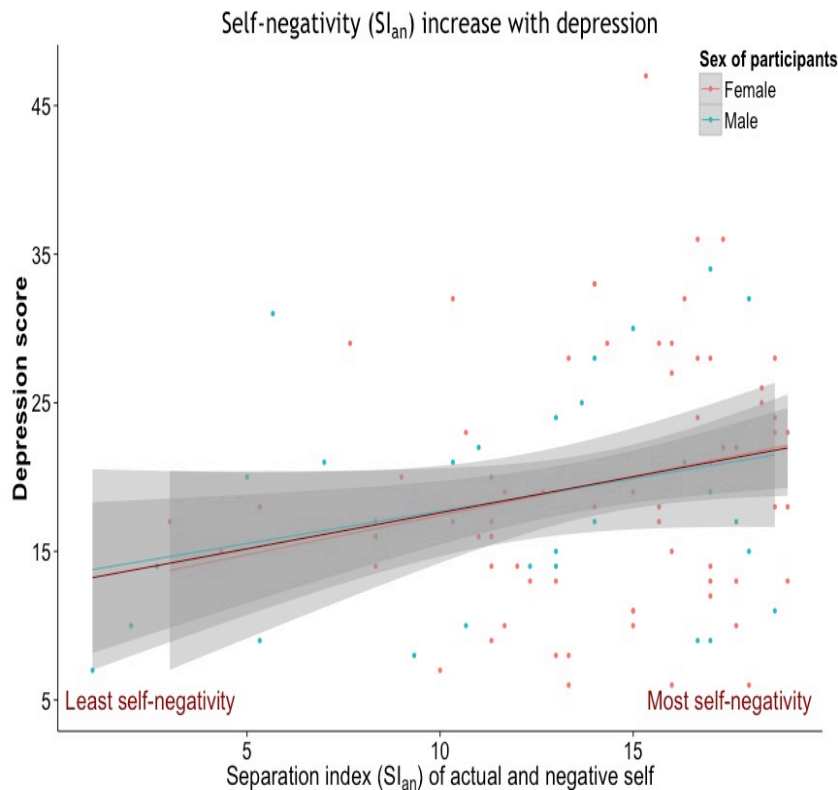 Self-negativity (SIan) increase with depression
Sex of participants
Female
Male
45
35
25
15
5
Depression score
Least self-negativity
Most self-negativity
5
10
15
Separation index (SIan) of actual and negative self